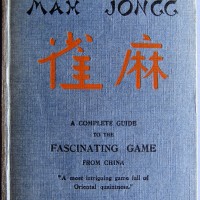 MAH JONGG
麻雀
A COMPLETE GUIDE
TO THE
FASCINATING GAME
FROM CHINA
"A most intriguing game full of
Oriental quaintness."